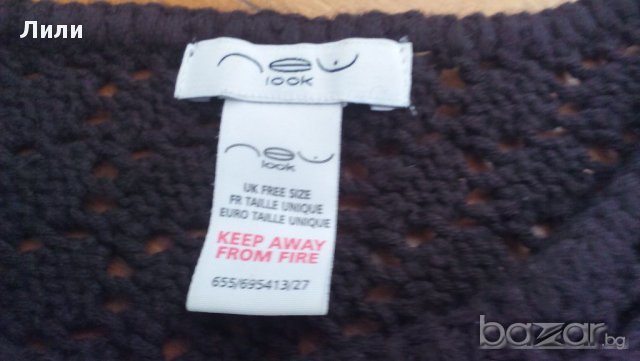 Лили
new
look
new
look
UK FREE SIZE
FR TAILLE UNIQUE
EURO TAILLE UNIQUE
KEEP AWAY
FROM FIRE
655/695413/27
bazar.bg